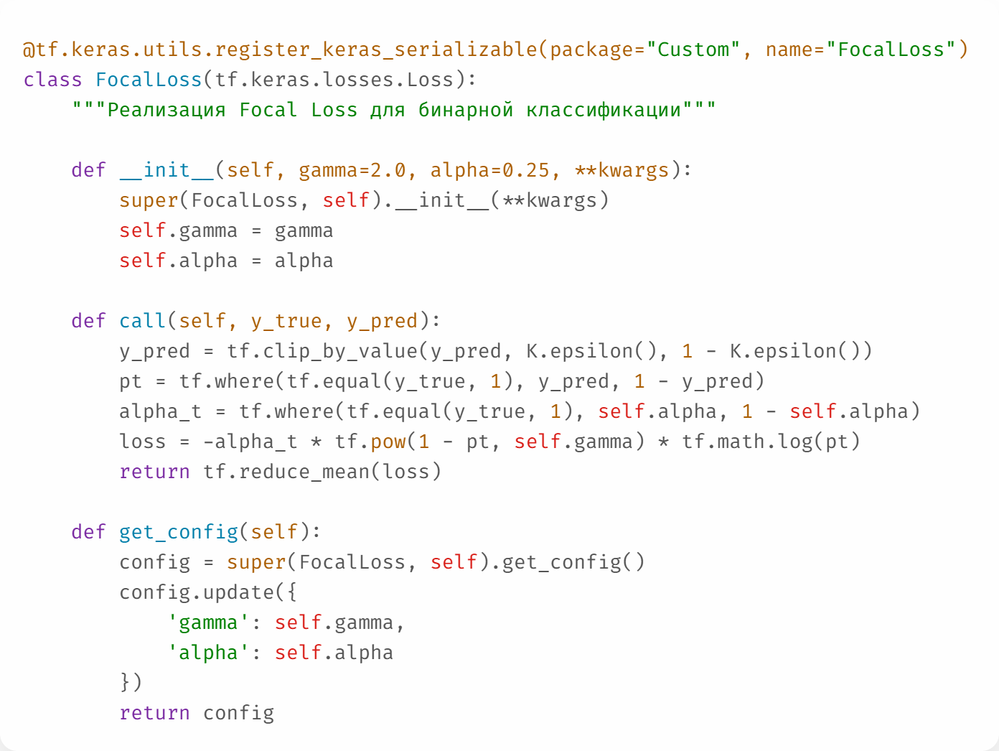 @tf.keras.utils.register_keras_serializable(package="Custom", name="FocalLoss")
class FocalLoss(tf.keras.losses.Loss):
    """Реализация Focal Loss для бинарной классификации"""

    def __init__(self, gamma=2.0, alpha=0.25, **kwargs):
        super(FocalLoss, self).__init__(**kwargs)
        self.gamma = gamma
        self.alpha = alpha

    def call(self, y_true, y_pred):
        y_pred = tf.clip_by_value(y_pred, K.epsilon(), 1 - K.epsilon())
        pt = tf.where(tf.equal(y_true, 1), y_pred, 1 - y_pred)
        alpha_t = tf.where(tf.equal(y_true, 1), self.alpha, 1 - self.alpha)
        loss = -alpha_t * tf.pow(1 - pt, self.gamma) * tf.math.log(pt)
        return tf.reduce_mean(loss)

    def get_config(self):
        config = super(FocalLoss, self).get_config()
        config.update({
            'gamma': self.gamma,
            'alpha': self.alpha
        })
        return config